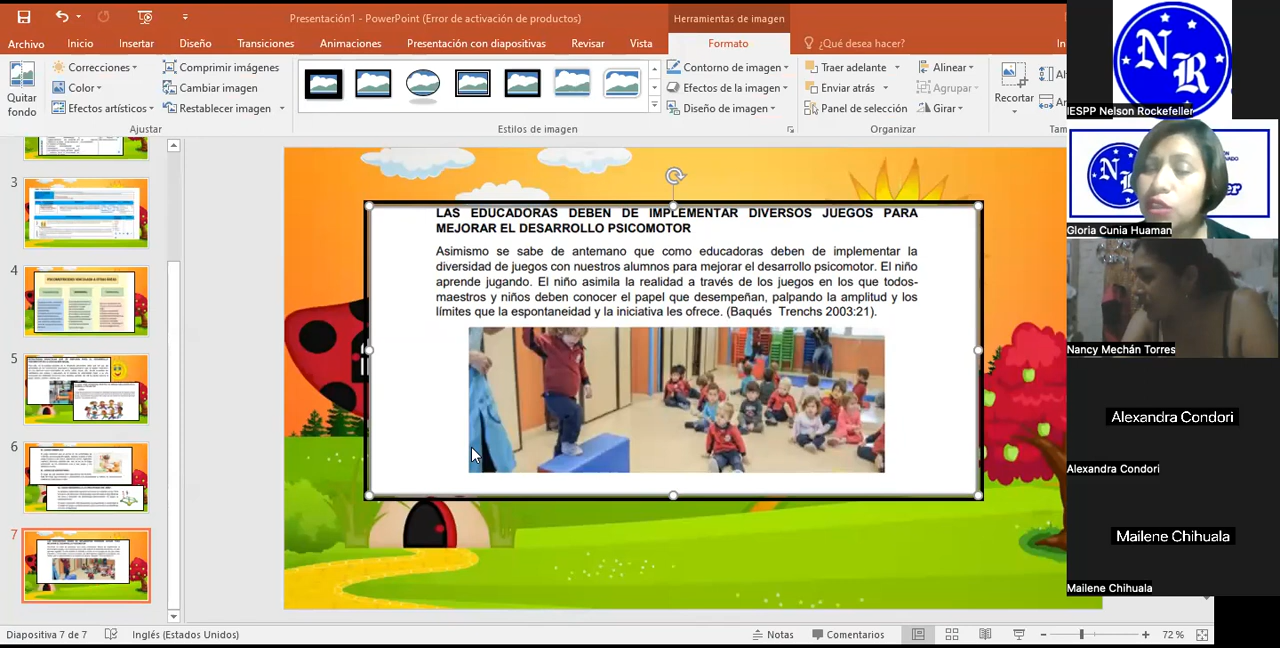 Presentación1 - PowerPoint (Error de activación de productos)
Herramientas de imagen
Archivo
Inicio
Insertar
Diseño
Transiciones
Animaciones
Presentación con diapositivas
Revisar
Vista
Formato
¿Qué desea hacer?
In
Quitar fondo
Correcciones
Color
Efectos artísticos
Comprimir imágenes
Cambiar imagen
Restablecer imagen
Ajustar
Estilos de imagen
Contorno de imagen
Efectos de la imagen
Diseño de imagen
Traer adelante
Enviar atrás
Panel de selección
Alinear
Agrupar
Girar
Organizar
Recortar
3
4
5
6
7
LAS EDUCADORAS DEBEN DE IMPLEMENTAR DIVERSOS JUEGOS PARA
MEJORAR EL DESARROLLO PSICOMOTOR
Asimismo se sabe de antemano que como educadoras deben de implementar la
diversidad de juegos con nuestros alumnos para mejorar el desarrollo psicomotor. El niño
aprende jugando. El niño asimila la realidad a través de los juegos en los que todos-
maestros y niños deben conocer el papel que desempeñan, palpando la amplitud y los
límites que la espontaneidad y la iniciativa les ofrece. (Baques Trenchs 2003:21).
NR
IESPP Nelson Rockefeller
Gloria Cunia Huaman
Nancy Mechán Torres
Alexandra Condori
Alexandra Condori
Mailene Chihuala
Mailene Chihuala
Diapositiva 7 de 7
Inglés (Estados Unidos)
Notas
Comentarios
72 %